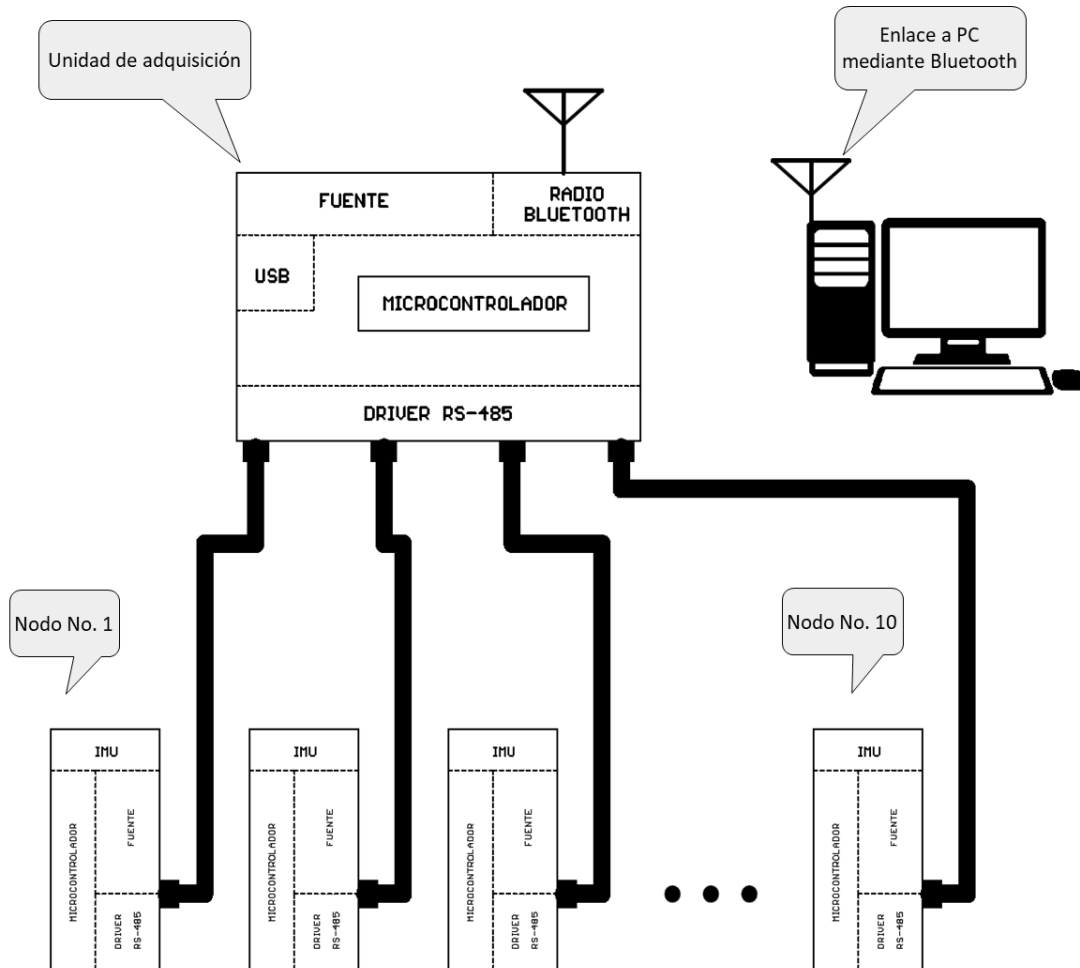 Unidad de adquisición
Enlace a PC
mediante Bluetooth
FUENTE
RADIO
BLUETOOTH
USB
MICROCONTROLADOR
DRIVER RS-485
Nodo No. 1
Nodo No. 10
IMU
MICROCONTROLADOR
FUENTE
DRIVER
RS-485
IMU
MICROCONTROLADOR
FUENTE
DRIVER
RS-485
IMU
MICROCONTROLADOR
FUENTE
DRIVER
RS-485
IMU
MICROCONTROLADOR
FUENTE
DRIVER
RS-485